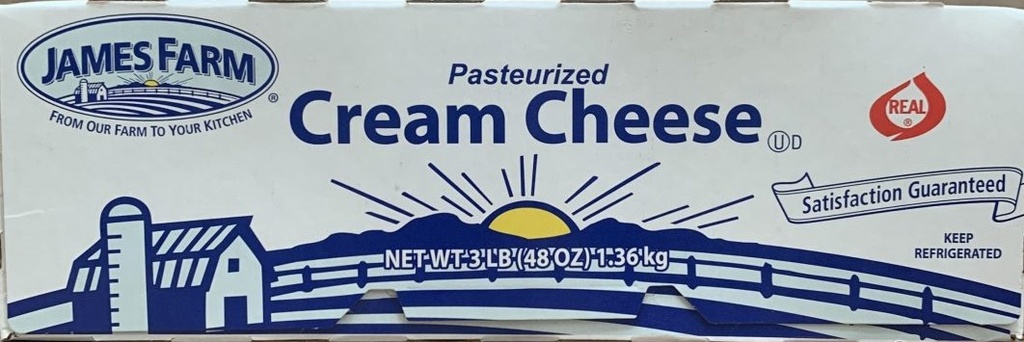 JAMES FARM
®
FROM OUR FARM TO YOUR KITCHEN
Pasteurized
Cream Cheese
Ⓤ D
REAL
®
Satisfaction Guaranteed
KEEP
REFRIGERATED
NET WT 3 LB (48 OZ) 1.36 kg